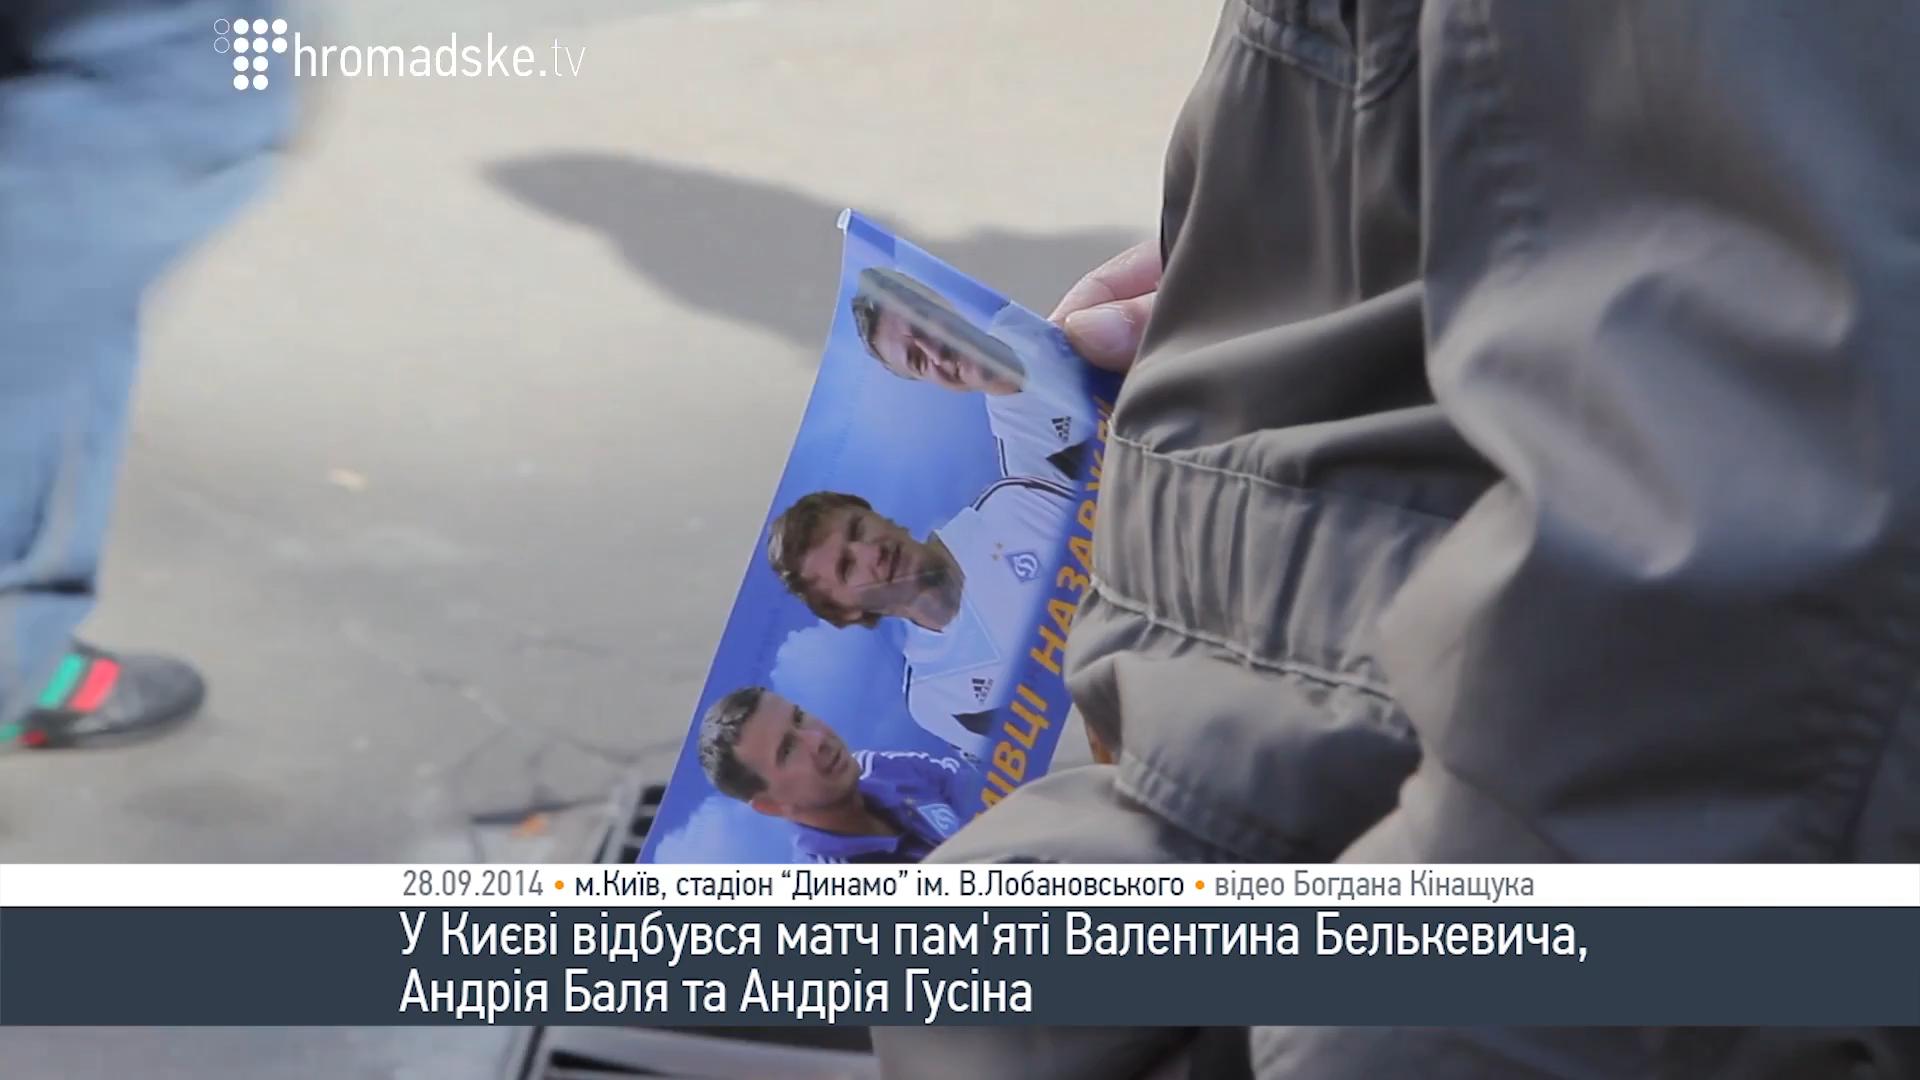 hromadske.tv
НАЗАВЖДИ
28.09.2014 • м.Київ, стадіон “Динамо” ім. В.Лобановського • відео Богдана Кінащука
У Києві відбувся матч пам'яті Валентина Белькевича,
Андрія Баля та Андрія Гусіна